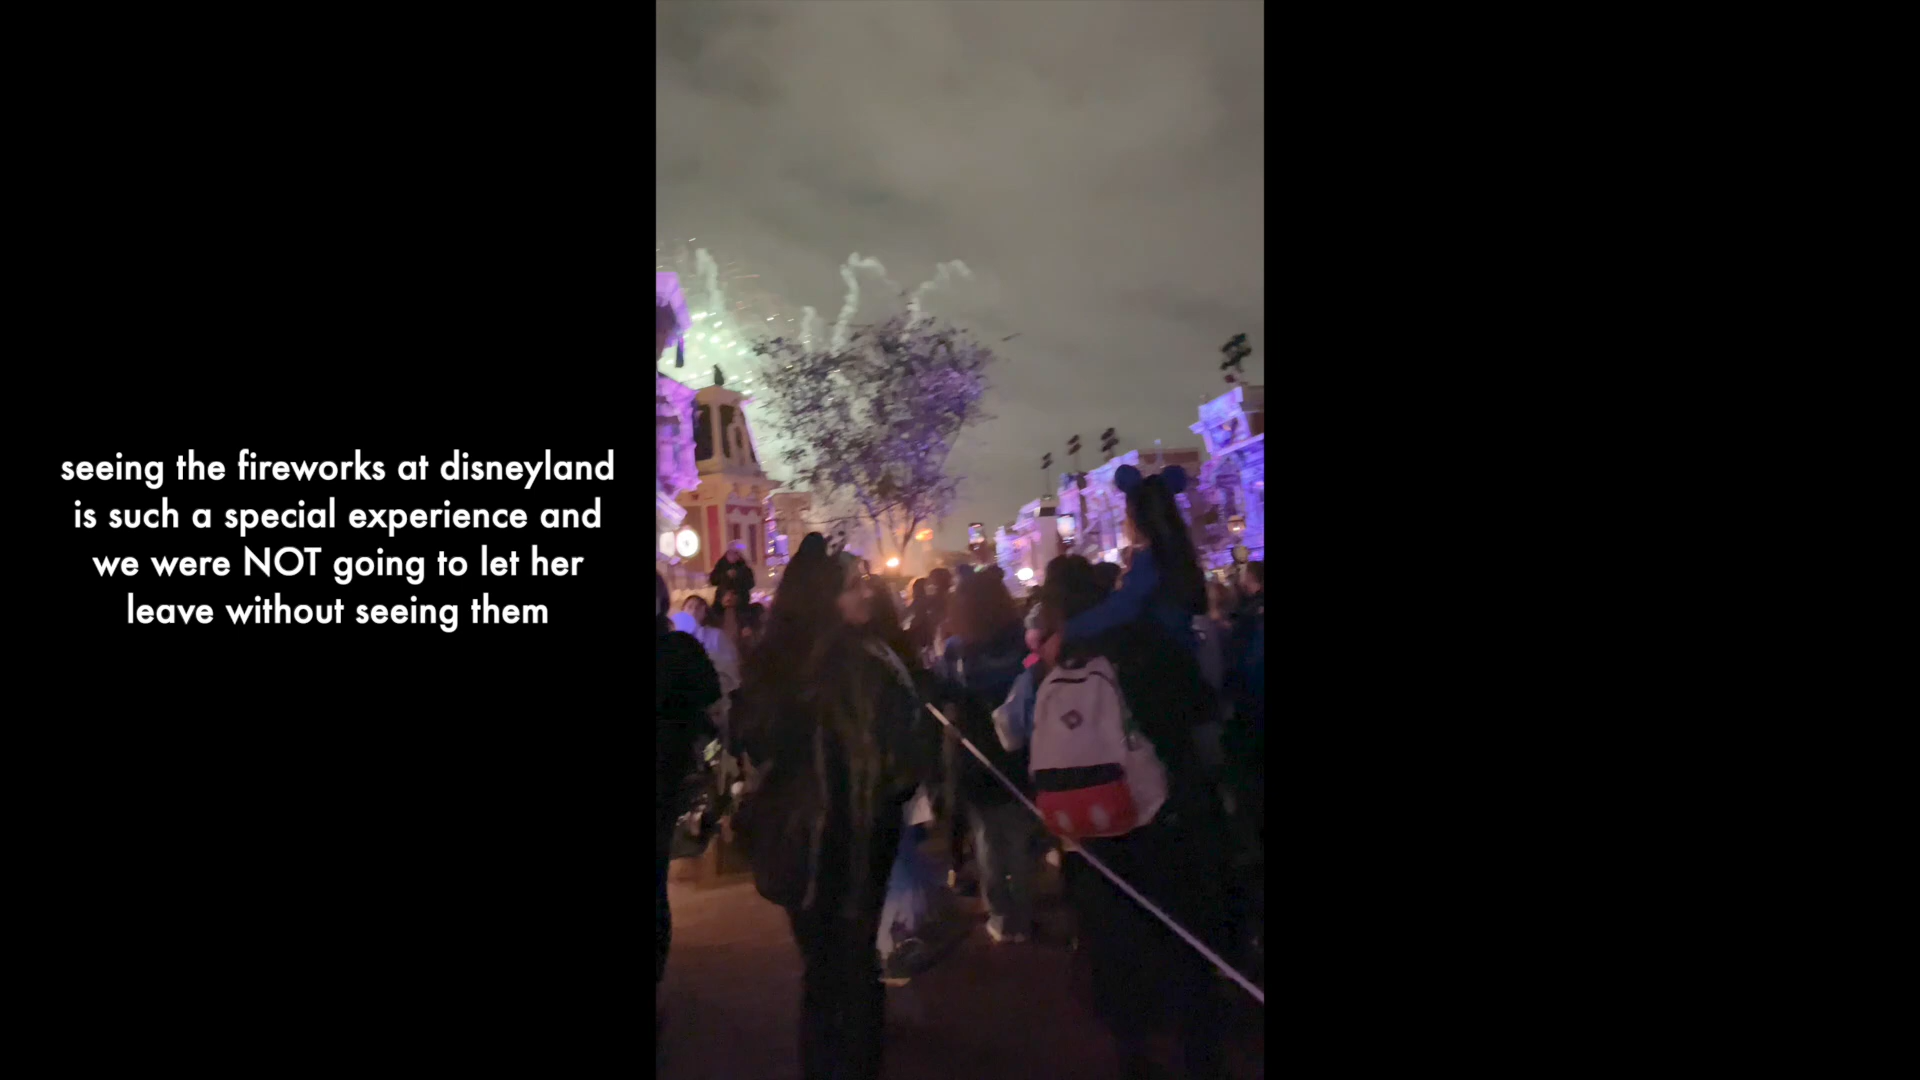 seeing the fireworks at disneyland
is such a special experience and
we were NOT going to let her
leave without seeing them